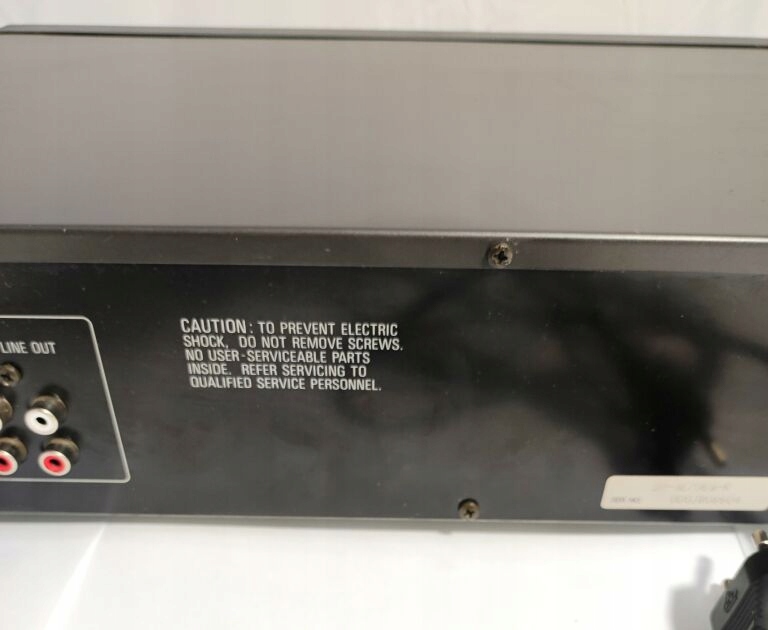 LINE OUT
CAUTION: TO PREVENT ELECTRIC
SHOCK, DO NOT REMOVE SCREWS.
NO USER-SERVICEABLE PARTS
INSIDE. REFER SERVICING TO
QUALIFIED SERVICE PERSONNEL.